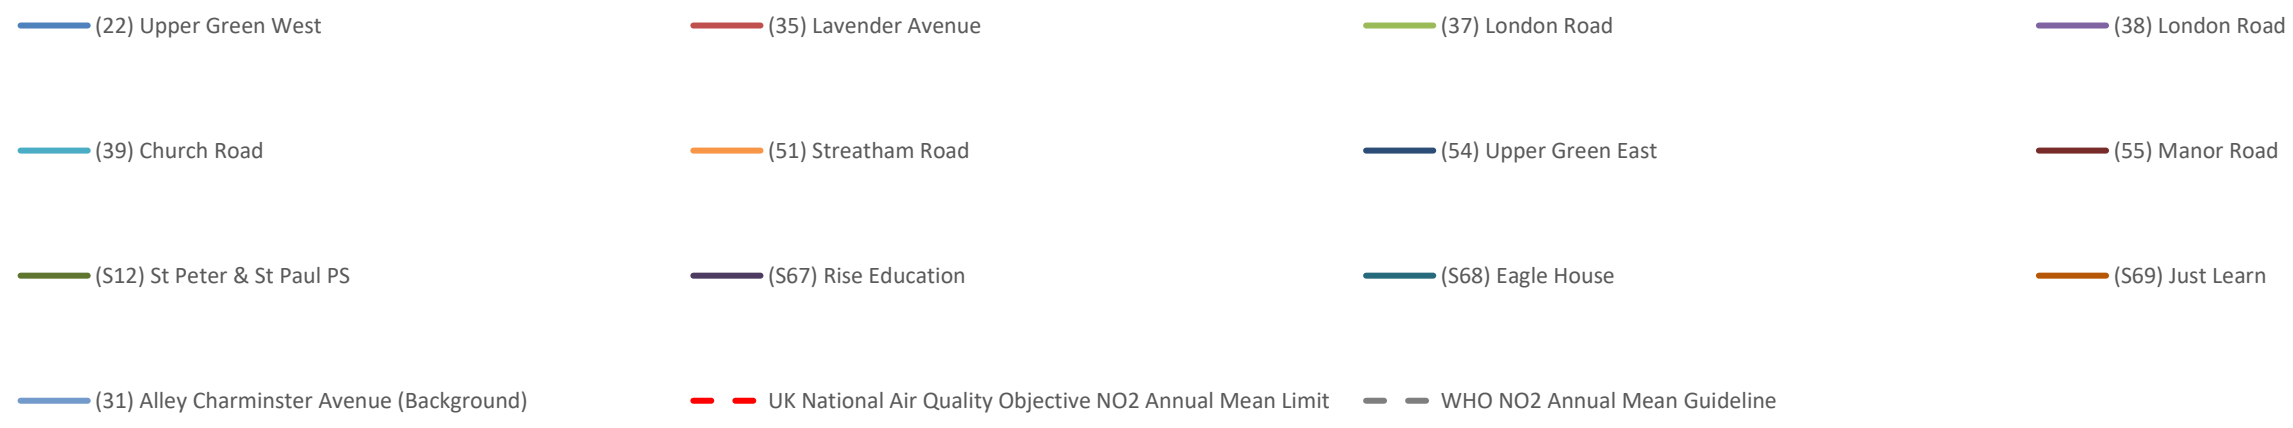 (22) Upper Green West
(35) Lavender Avenue
(37) London Road
(38) London Road
(39) Church Road
(51) Streatham Road
(54) Upper Green East
(55) Manor Road
(S12) St Peter & St Paul PS
(S67) Rise Education
(S68) Eagle House
(S69) Just Learn
(31) Alley Charminster Avenue (Background)
UK National Air Quality Objective NO2 Annual Mean Limit
WHO NO2 Annual Mean Guideline